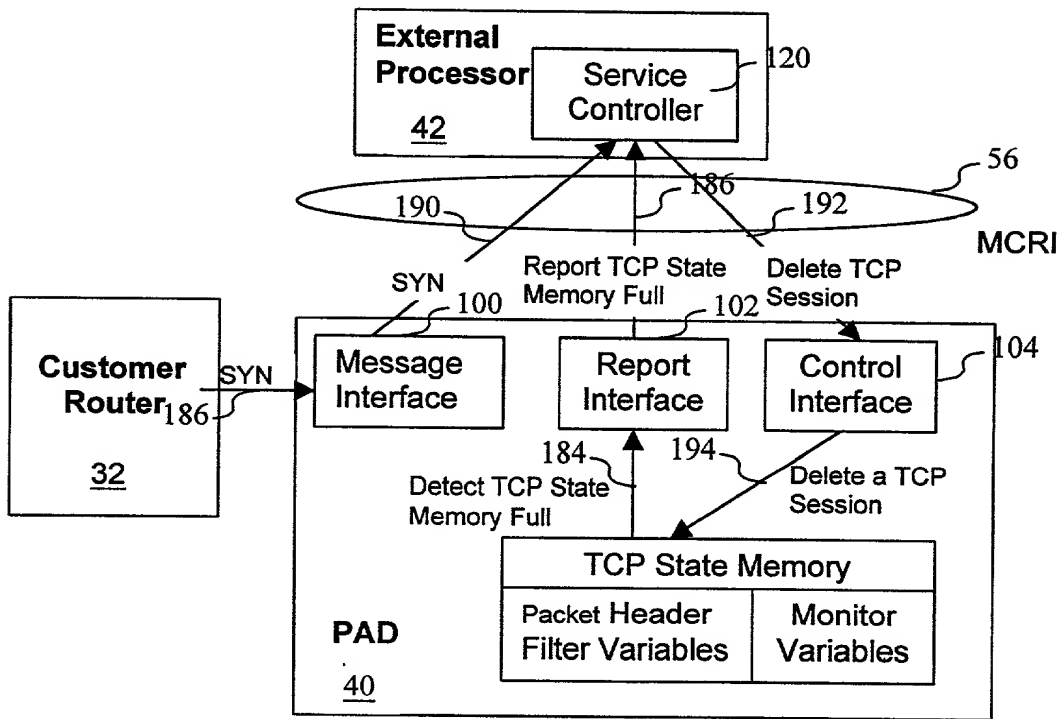 External
Processor
42
Service
Controller
120
56
MCRI
190
186
192
SYN
Report TCP State
Memory Full
Delete TCP
Session
Customer
Router
32
SYN
186
100
Message
Interface
102
Report
Interface
104
Control
Interface
184
Detect TCP State
Memory Full
194
Delete a TCP
Session
TCP State Memory
Packet Header
Filter Variables
Monitor
Variables
PAD
40